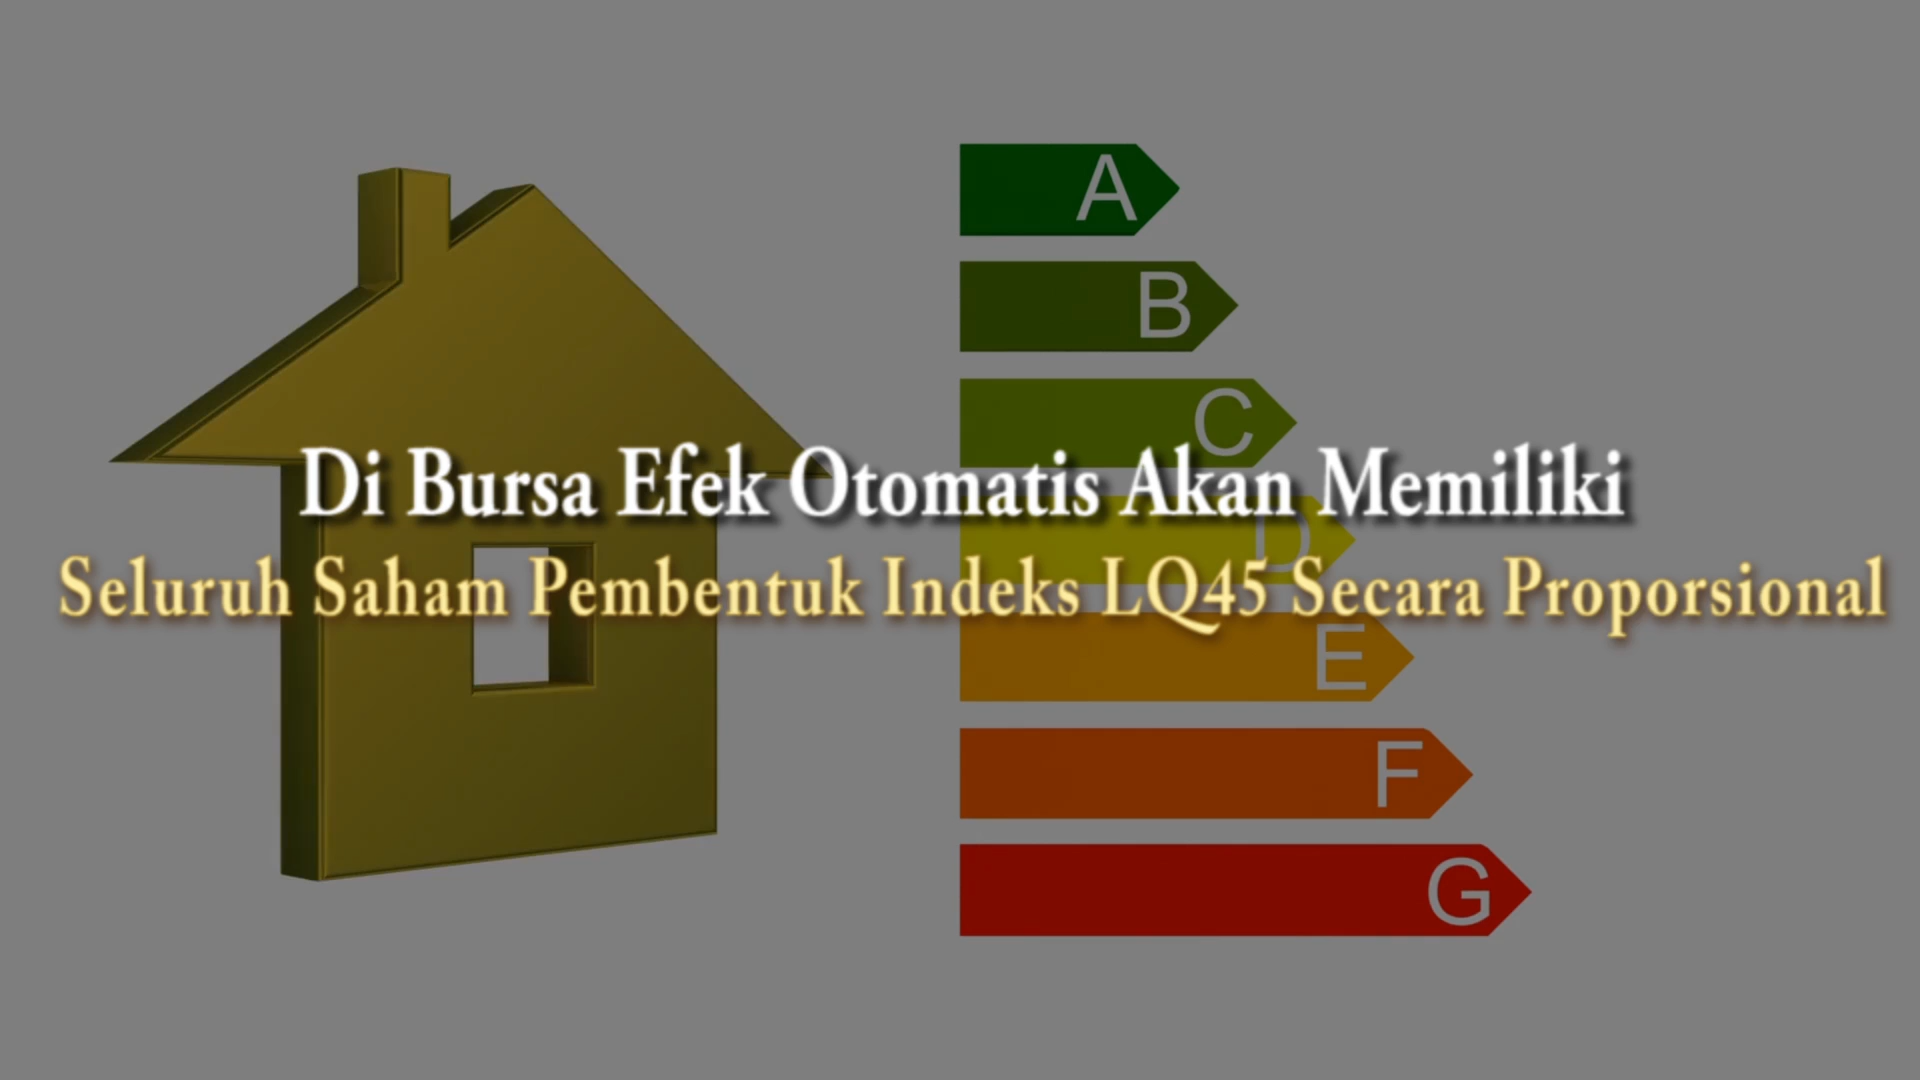 A
B
C
Di Bursa Efek Otomatis Akan Memiliki
D
Seluruh Saham Pembentuk Indeks LQ45 Secara Proporsional
E
F
G